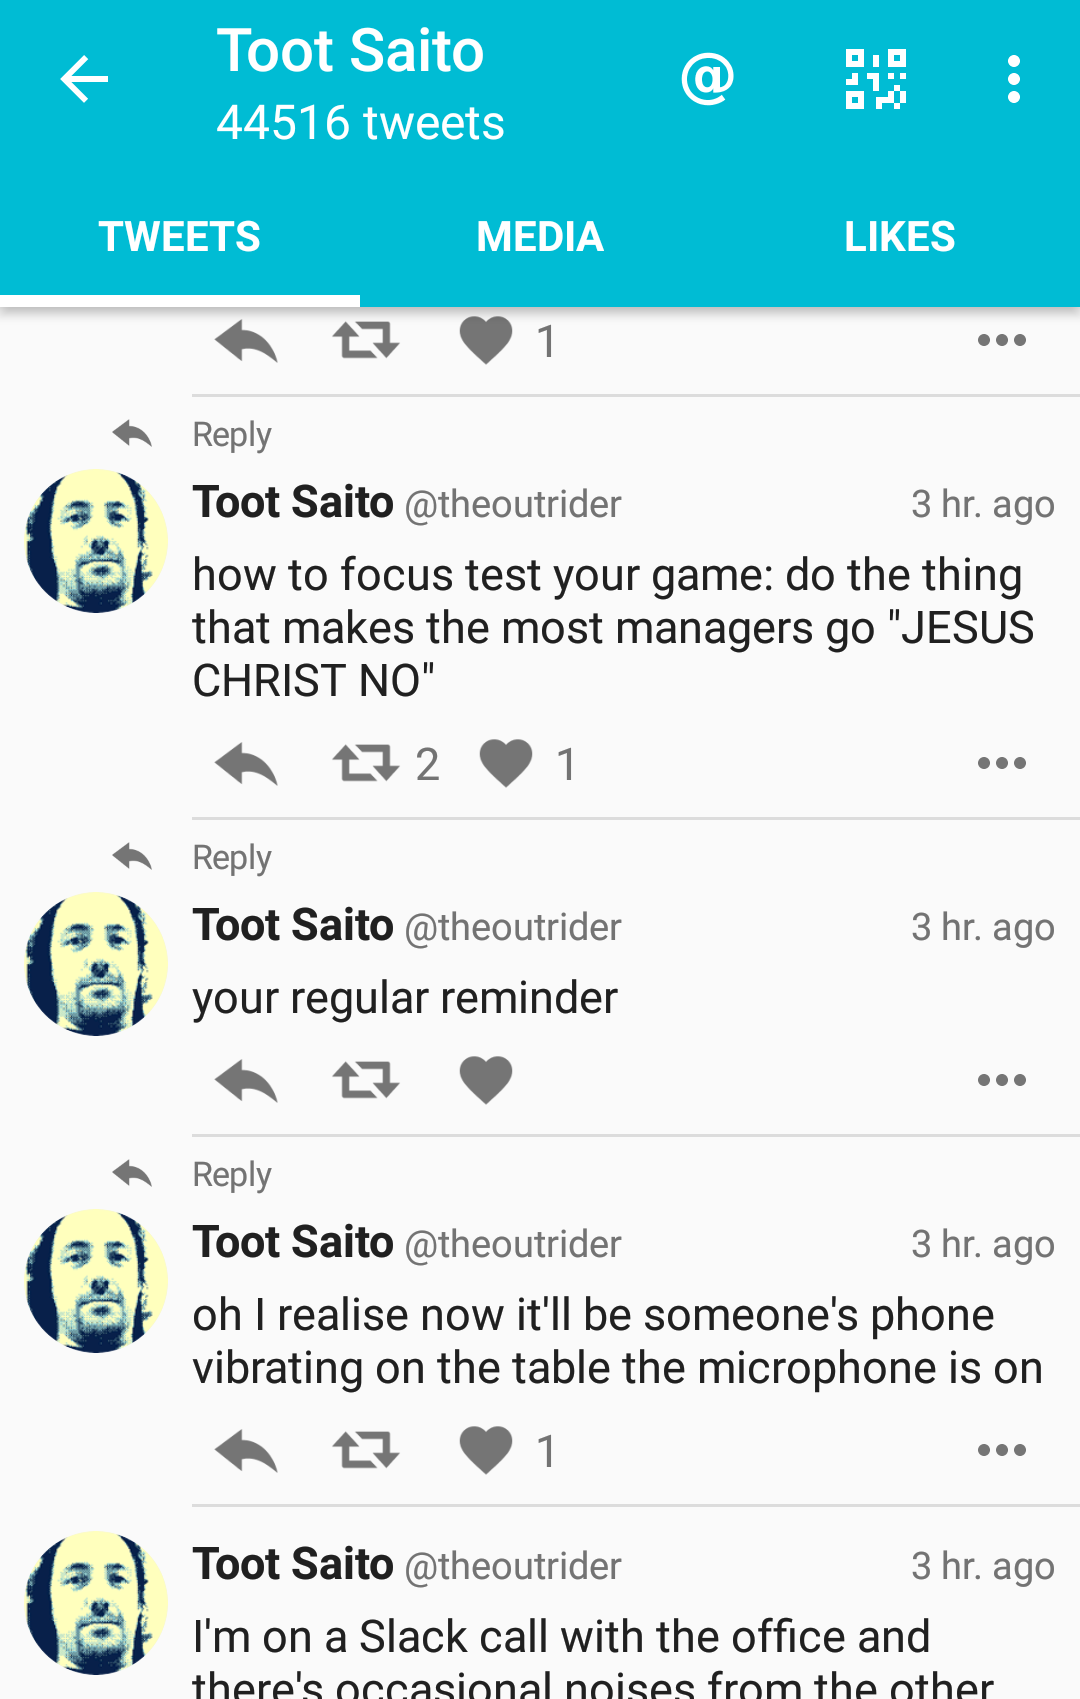 Toot Saito
44516 tweets
TWEETS MEDIA LIKES
1
Reply
Toot Saito @theoutrider 3 hr. ago
how to focus test your game: do the thing
that makes the most managers go "JESUS
CHRIST NO"
2 1
Reply
Toot Saito @theoutrider 3 hr. ago
your regular reminder
Reply
Toot Saito @theoutrider 3 hr. ago
oh I realise now it'll be someone's phone
vibrating on the table the microphone is on
1
Toot Saito @theoutrider 3 hr. ago
I'm on a Slack call with the office and
there's occasional noises from the other